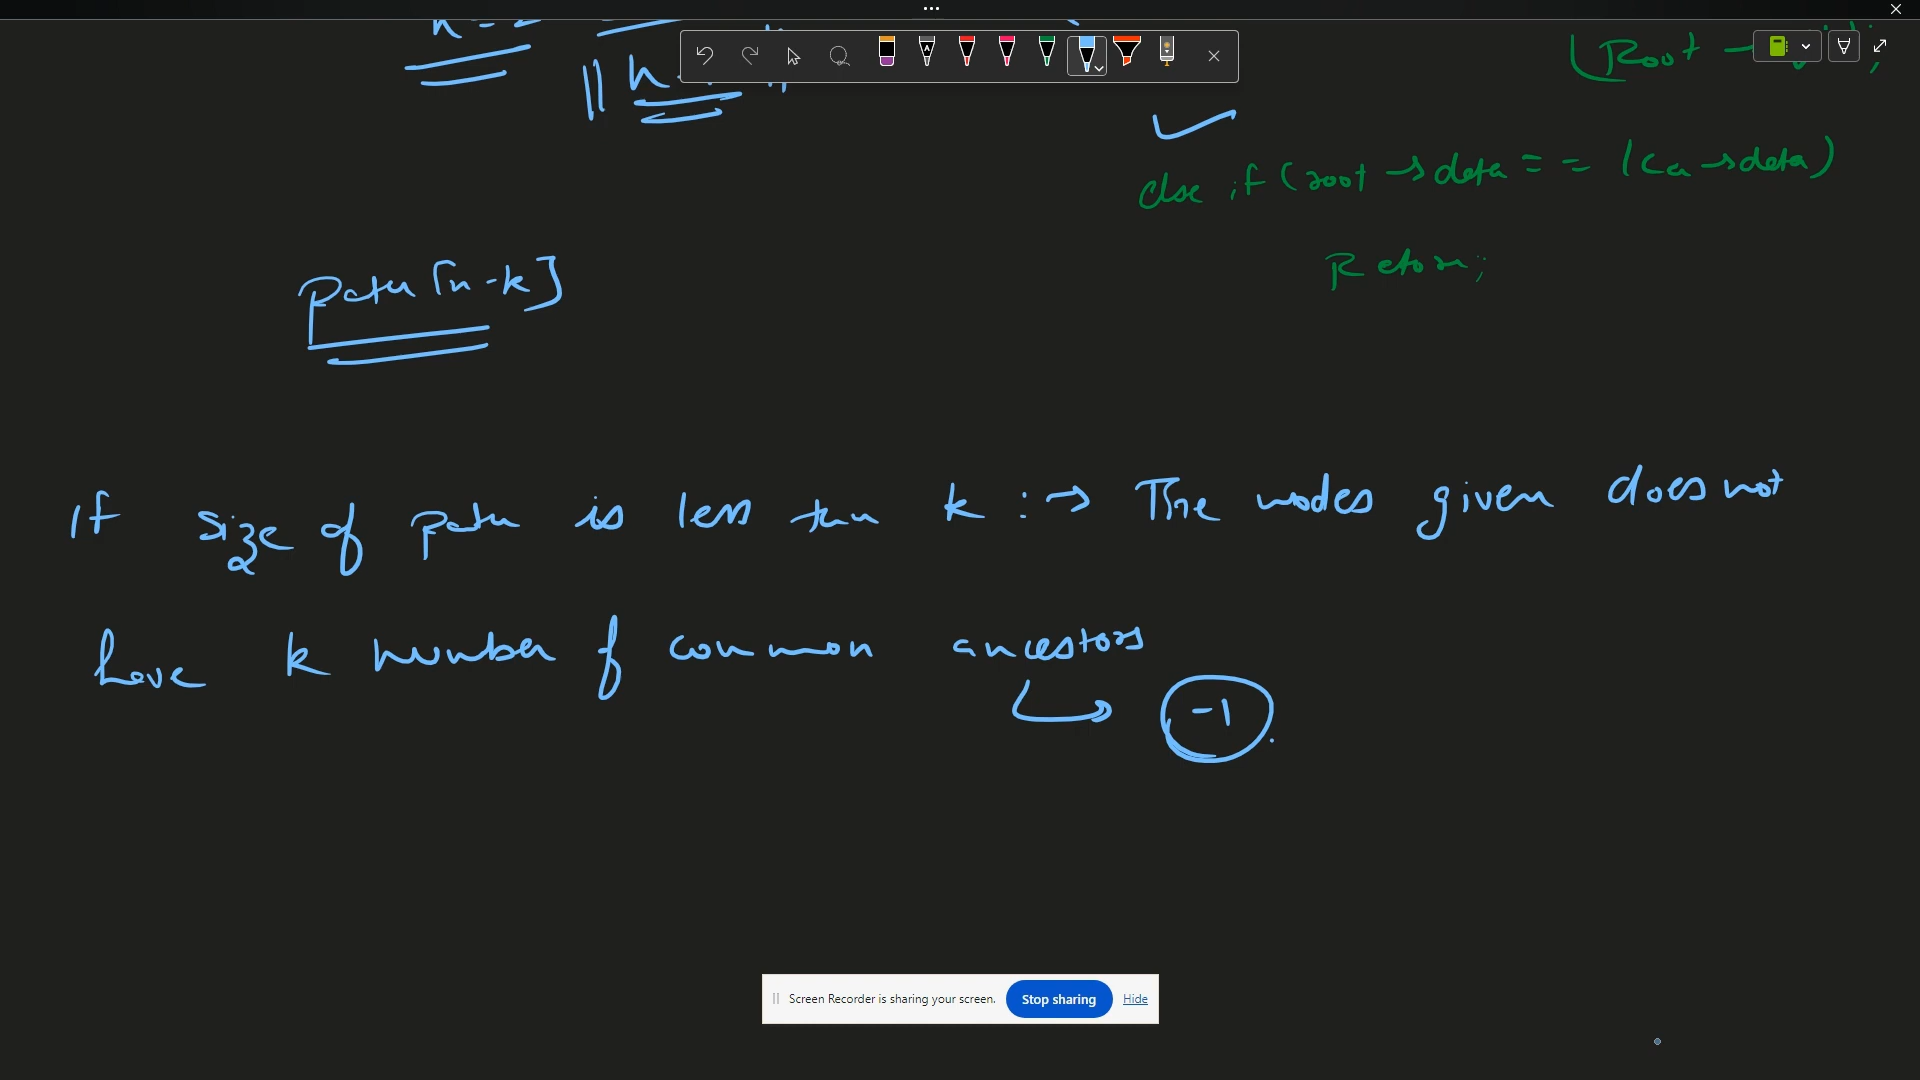 Root →
else if (root → data == lca → data)
Return;
path [n-k]
If size of path is less than k :→ The nodes given does not
have k number of common ancestors
-1
Screen Recorder is sharing your screen. Stop sharing Hide